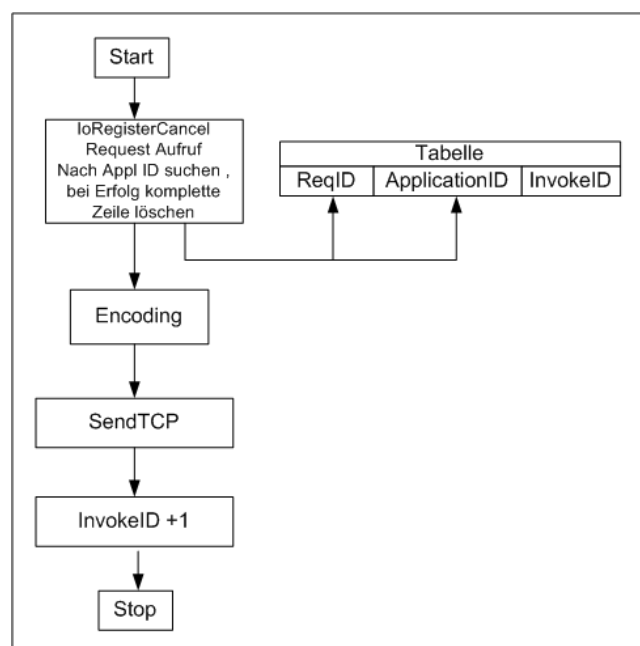 Start
IoRegisterCancel
Request Aufruf
Nach Appl ID suchen ,
bei Erfolg komplette
Zeile löschen
Tabelle
ReqID ApplicationID InvokeID
Encoding
SendTCP
InvokeID +1
Stop